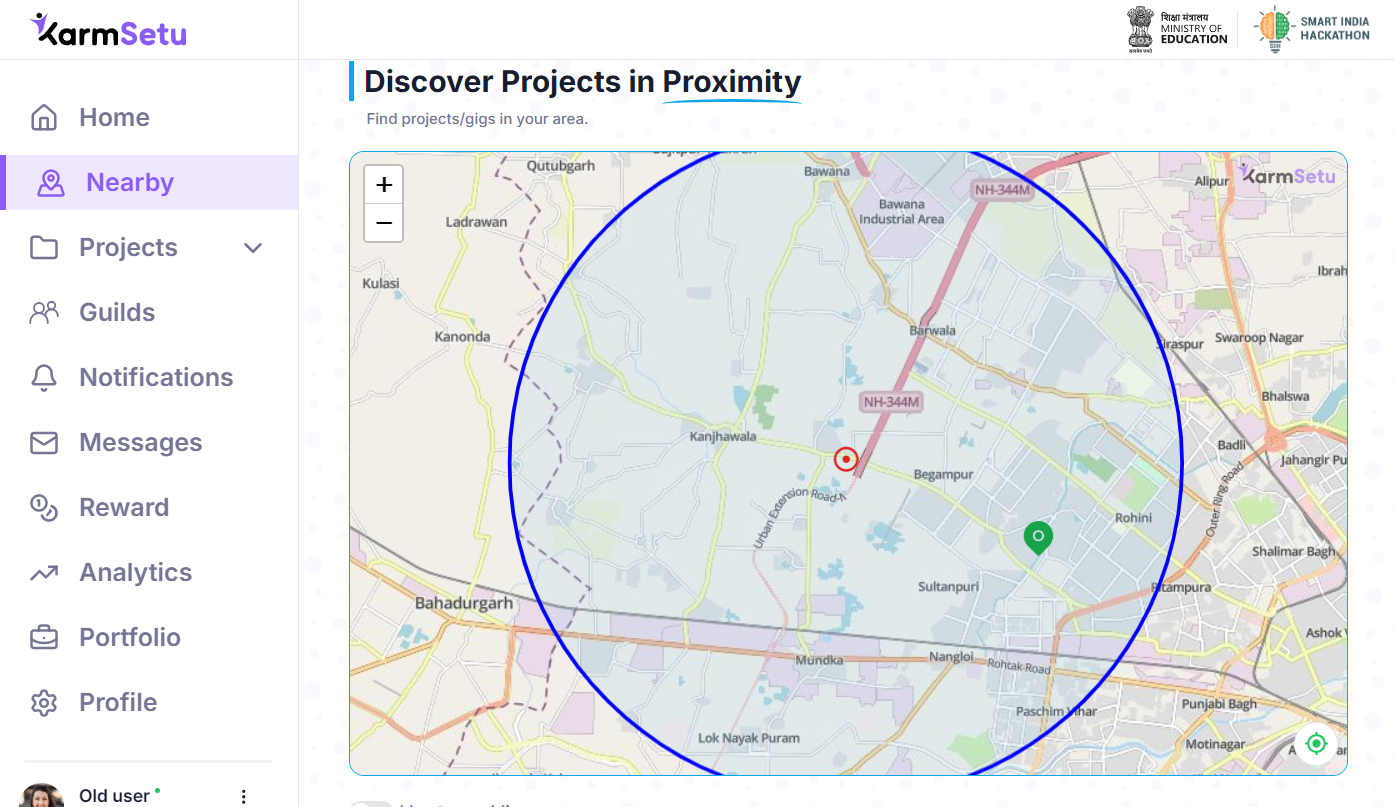 KarmSetu
शिक्षा मंत्रालय
MINISTRY OF
EDUCATION
सत्यमेव जयते
SMART INDIA
HACKATHON
SIH
Home
Nearby
Projects
Guilds
Notifications
Messages
Reward
Analytics
Portfolio
Profile
Old user
Discover Projects in Proximity
Find projects/gigs in your area.
+
−
KarmSetu
Qutubgarh
Bawana
NH-344M
Alipur
Bawana
Industrial Area
Ladrawan
Kulasi
Ibrah
Kanonda
Barwala
Siraspur
Swaroop Nagar
NH-344M
Bhalswa
Kanjhawala
Badli
Jahangir Pu
Begampur
Urban Extension Road-II
Outer Ring Road
Rohini
Shalimar Bagh
Sultanpuri
Pitampura
Bahadurgarh
Ashok V
Mundka
Nangloi
Rohtak Road
Paschim Vihar
Punjabi Bagh
Lok Nayak Puram
Motinagar